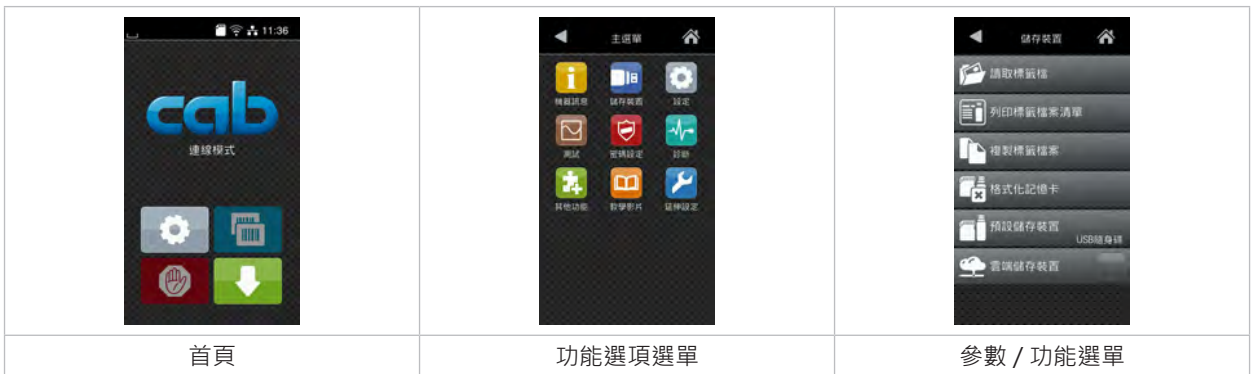 11:36
cab
連線模式
主選單
機器訊息 儲存裝置 設定
測試 密碼設定 診斷
其他功能 教學影片 延伸設定
儲存裝置
讀取標籤檔
列印標籤檔案清單
複製標籤檔案
格式化記憶卡
預設儲存裝置
USB隨身碟
雲端儲存裝置
首頁 功能選項選單 參數 / 功能選單